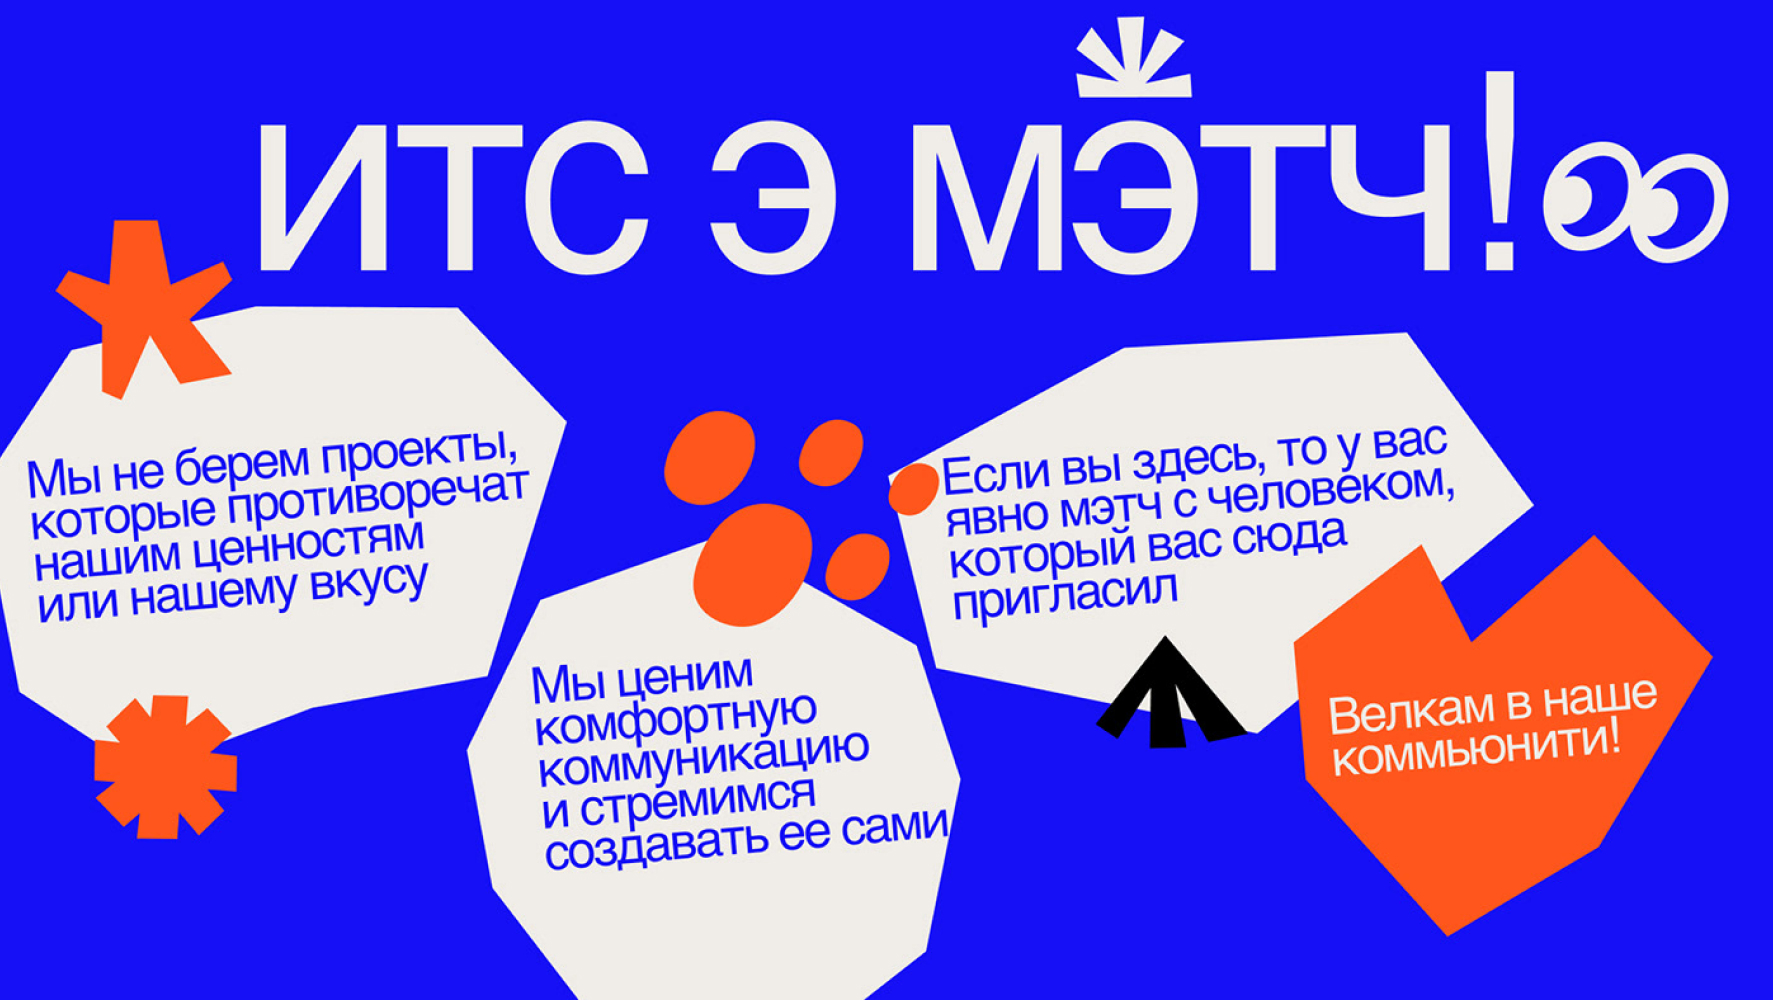 итс э мэтч!
Мы не берем проекты,
которые противоречат
нашим ценностям
или нашему вкусу
Мы ценим
комфортную
коммуникацию
и стремимся
создавать ее сами
Если вы здесь, то у вас
явно мэтч с человеком,
который вас сюда
пригласил
Велкам в наше
коммьюнити!